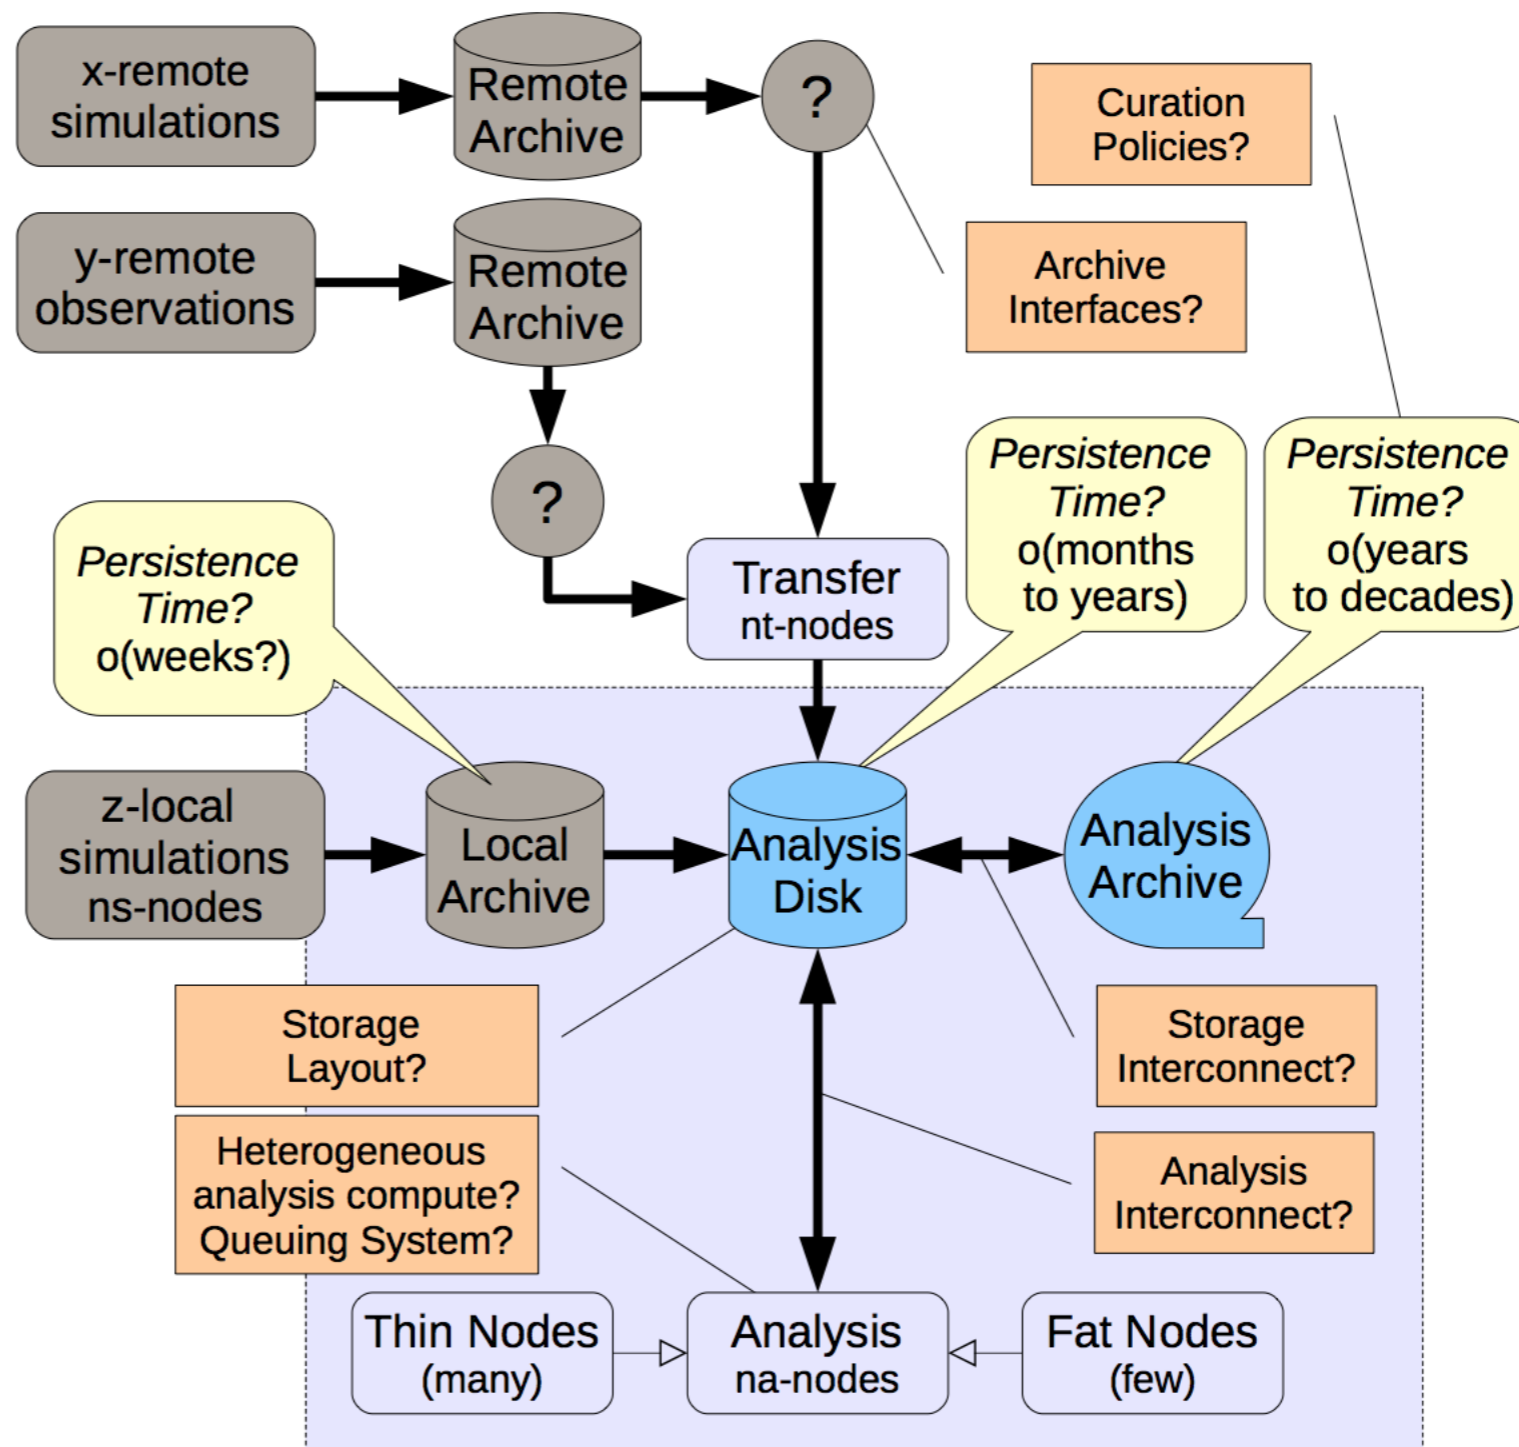 x-remote
simulations
Remote
Archive
?
Curation
Policies?
y-remote
observations
Remote
Archive
Archive
Interfaces?
?
Persistence
Time?
o(weeks?)
Transfer
nt-nodes
Persistence
Time?
o(months
to years)
Persistence
Time?
o(years
to decades)
z-local
simulations
ns-nodes
Local
Archive
Analysis
Disk
Analysis
Archive
Storage
Layout?
Storage
Interconnect?
Heterogeneous
analysis compute?
Queuing System?
Analysis
Interconnect?
Thin Nodes
(many)
Analysis
na-nodes
Fat Nodes
(few)